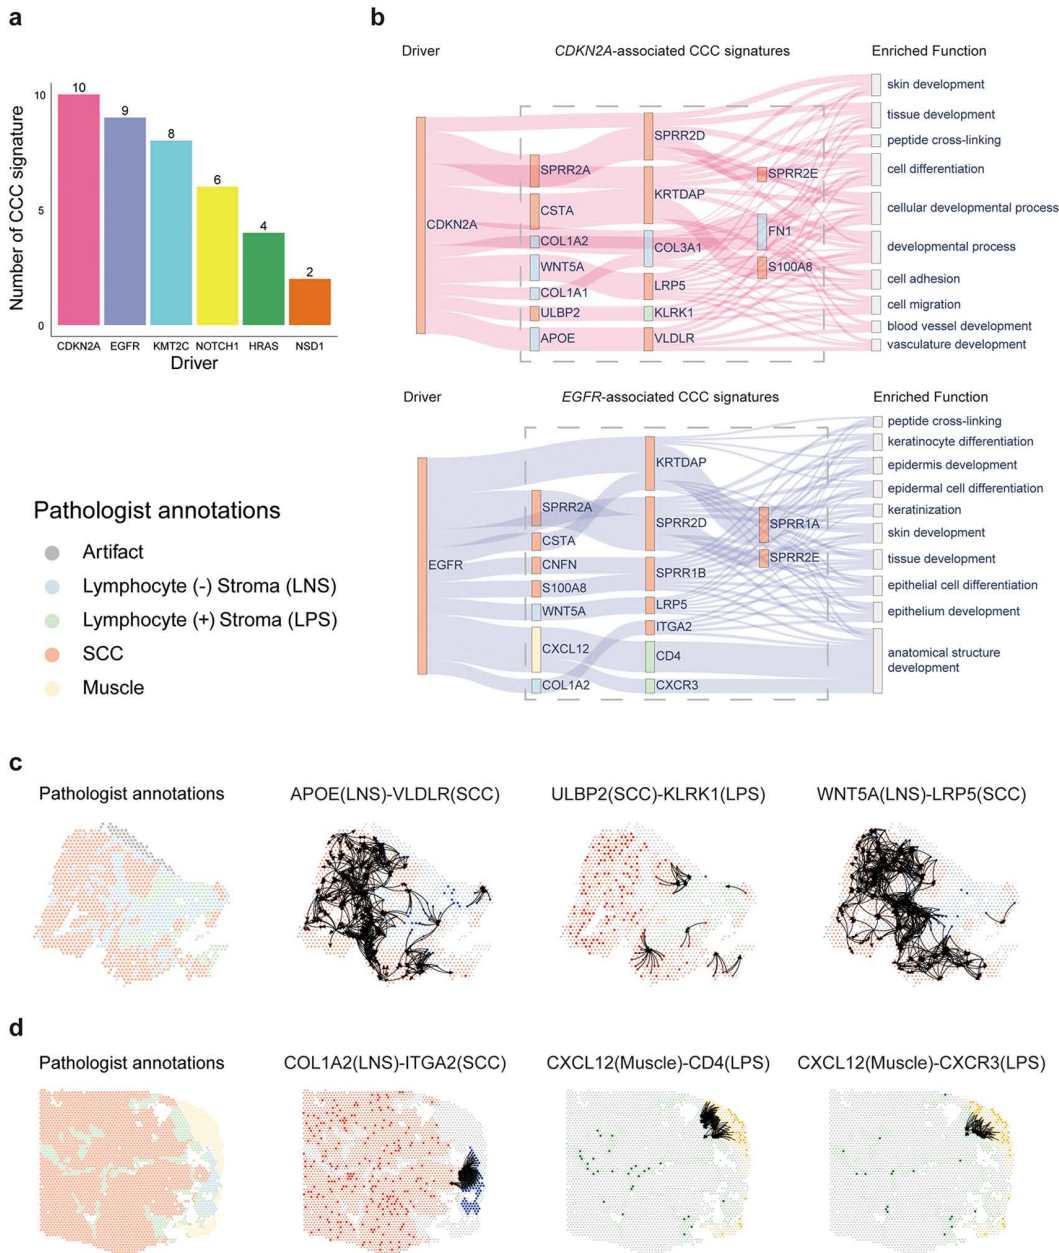 a
Number of CCC signature
10
5
0
10
9
8
6
4
2
CDKN2A EGFR KMT2C NOTCH1 HRAS NSD1
Driver
Pathologist annotations
Artifact
Lymphocyte (-) Stroma (LNS)
Lymphocyte (+) Stroma (LPS)
SCC
Muscle
b
Driver CDKN2A-associated CCC signatures Enriched Function
CDKN2A
SPRR2A
CSTA
COL1A2
WNT5A
COL1A1
ULBP2
APOE
SPRR2D
KRTDAP
COL3A1
LRP5
KLRK1
VLDLR
SPRR2E
FN1
S100A8
skin development
tissue development
peptide cross-linking
cell differentiation
cellular developmental process
developmental process
cell adhesion
cell migration
blood vessel development
vasculature development
Driver EGFR-associated CCC signatures Enriched Function
EGFR
SPRR2A
CSTA
CNFN
S100A8
WNT5A
CXCL12
COL1A2
KRTDAP
SPRR2D
SPRR1B
LRP5
ITGA2
CD4
CXCR3
SPRR1A
SPRR2E
peptide cross-linking
keratinocyte differentiation
epidermis development
epidermal cell differentiation
keratinization
skin development
tissue development
epithelial cell differentiation
epithelium development
anatomical structure
development
c
Pathologist annotations APOE(LNS)-VLDLR(SCC) ULBP2(SCC)-KLRK1(LPS) WNT5A(LNS)-LRP5(SCC)
d
Pathologist annotations COL1A2(LNS)-ITGA2(SCC) CXCL12(Muscle)-CD4(LPS) CXCL12(Muscle)-CXCR3(LPS)